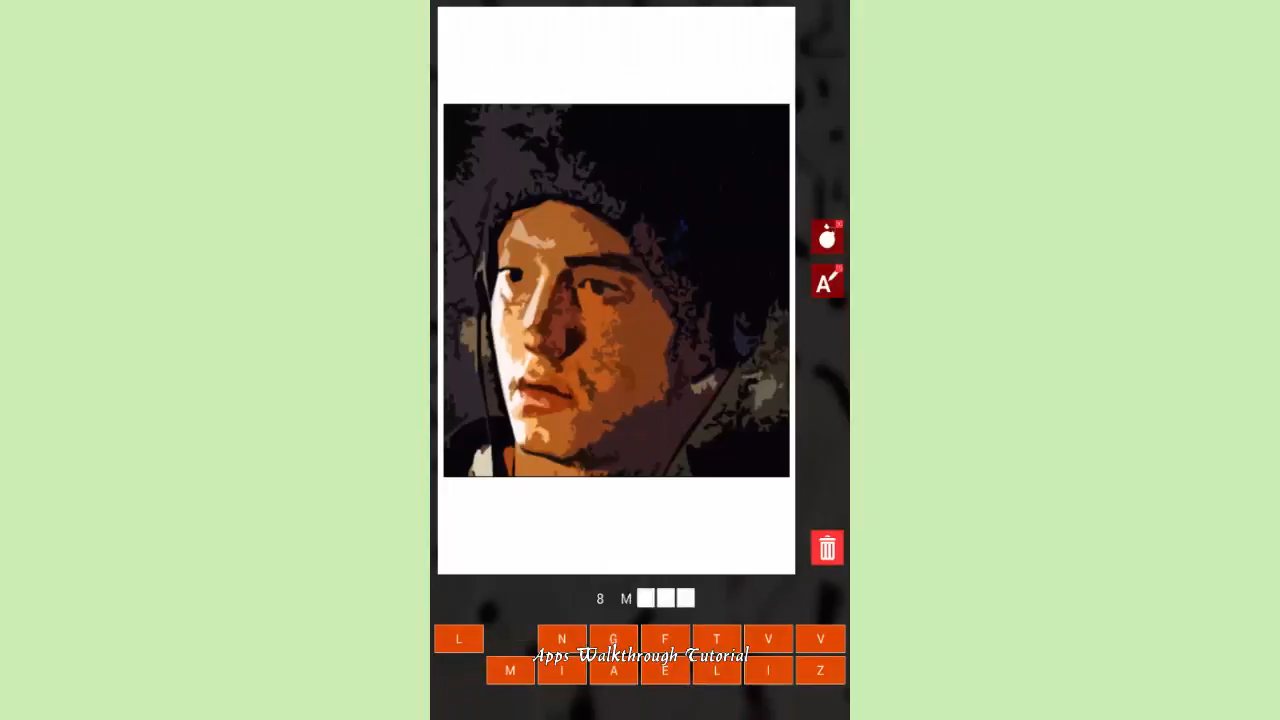 A
8 M
L N G F T V V
Apps Walkthrough Tutorial
M I A E L I Z